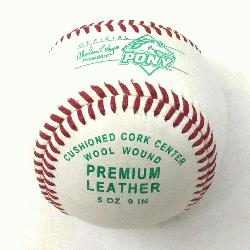 OFFICIAL
PONY
CUSHIONED CORK CENTER
WOOL WOUND
PREMIUM
LEATHER
5 OZ 9 IN